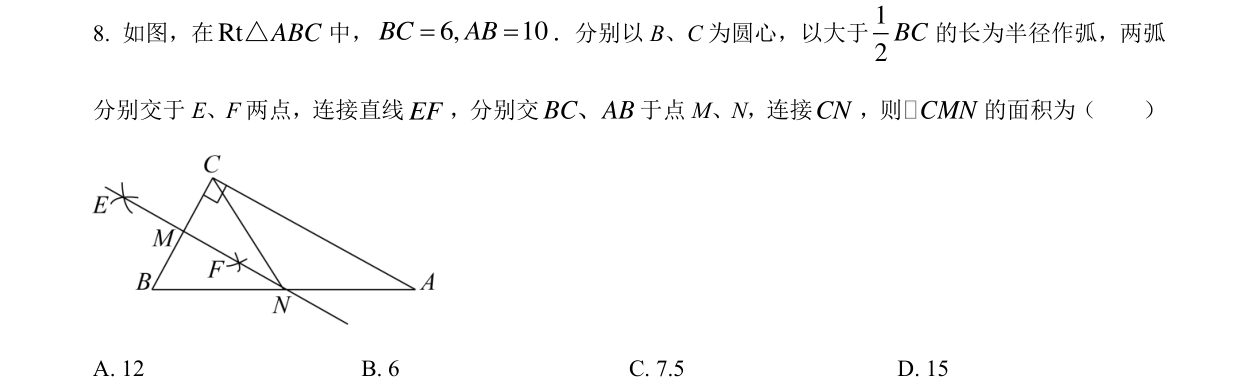 8. 如图，在Rt△ABC中，BC=6,AB=10．分别以B、C为圆心，以大于\frac{1}{2}BC的长为半径作弧，两弧
分别交于E、F两点，连接直线EF，分别交BC、AB于点M、N，连接CN，则□CMN的面积为（　　）
C
E
M
F
B
A
N
A. 12 B. 6 C. 7.5 D. 15